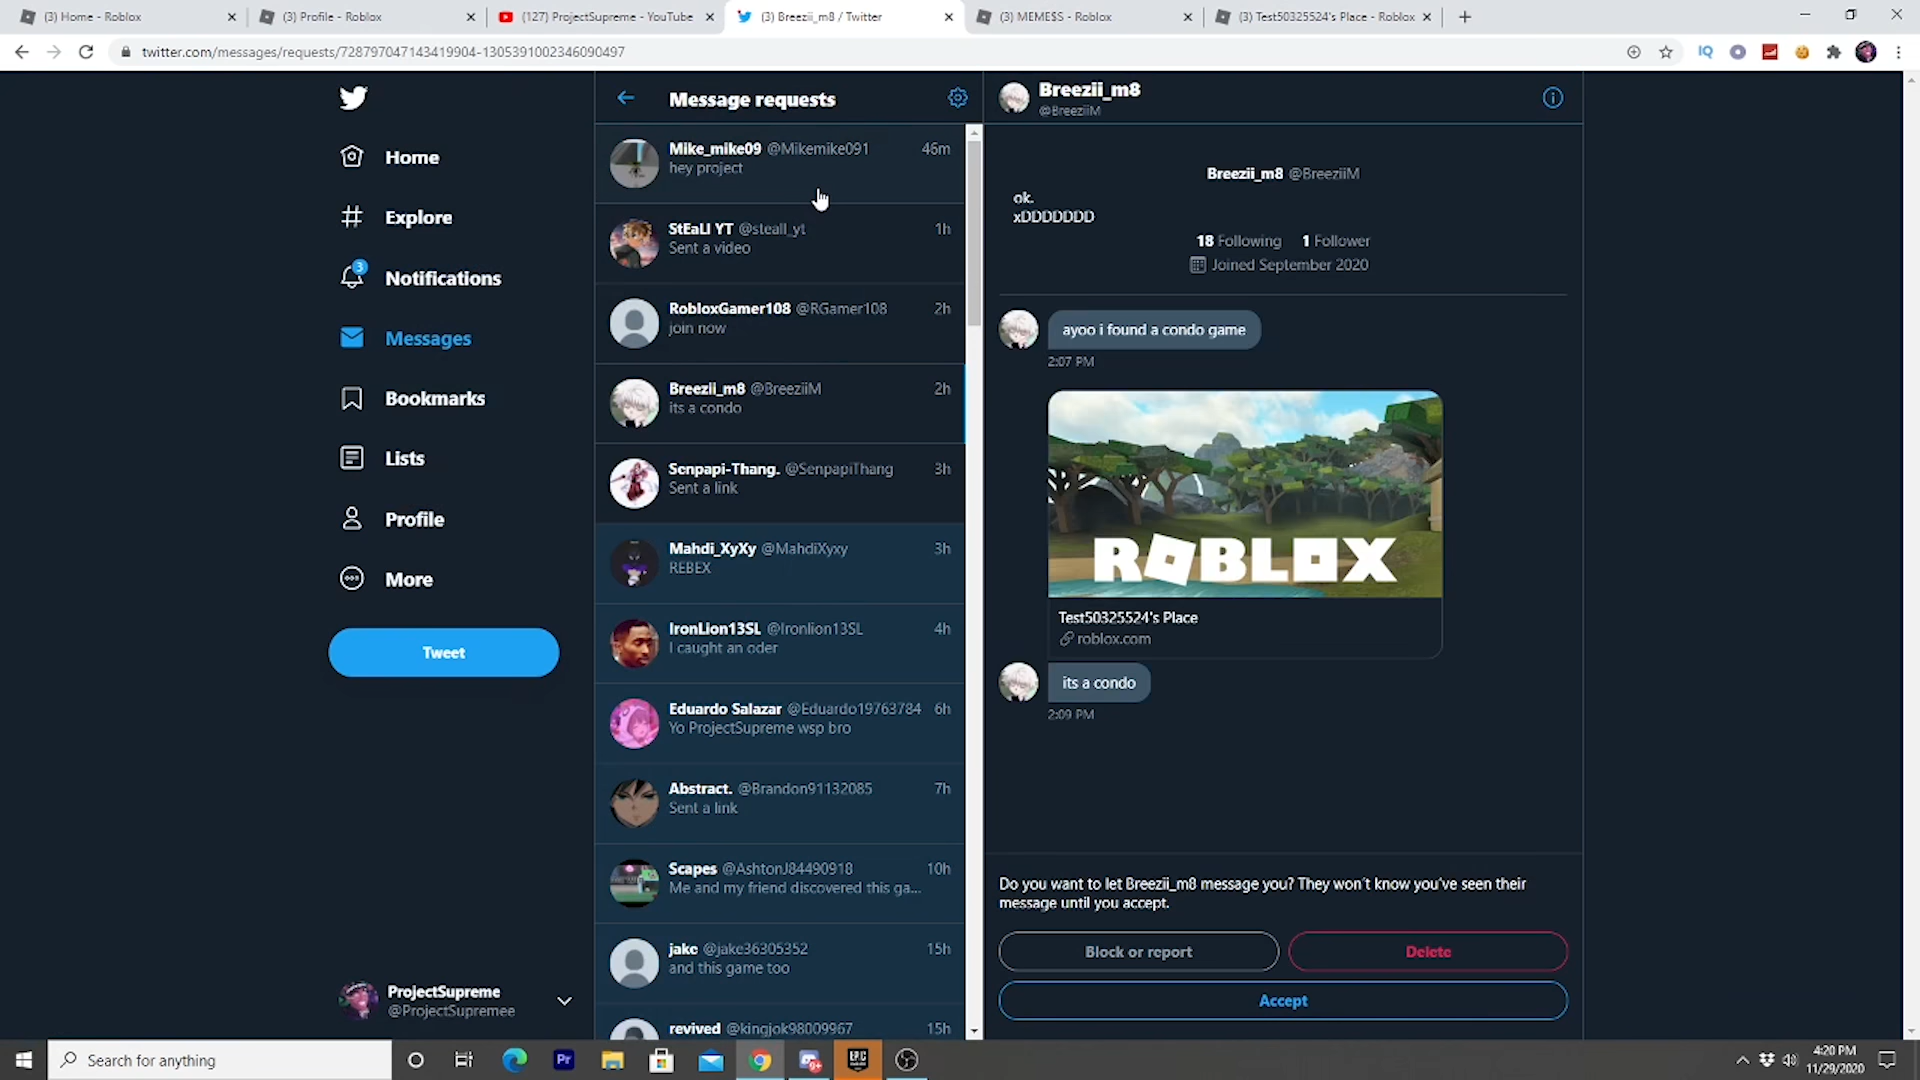 (3) Home - Roblox
(3) Profile - Roblox
(127) ProjectSupreme - YouTube
(3) Breezii_m8 / Twitter
(3) MEME$S - Roblox
(3) Test50325524's Place - Roblox
twitter.com/messages/requests/728797047143419904-1305391002346090497
IQ
Home
Explore
3
Notifications
Messages
Bookmarks
Lists
Profile
More
Tweet
ProjectSupreme
@ProjectSupremee
Message requests
Mike_mike09 @Mikemike091 46m
hey project
StEaLl YT @steall_yt 1h
Sent a video
RobloxGamer108 @RGamer108 2h
join now
Breezii_m8 @BreeziiM 2h
its a condo
Senpapi-Thang. @SenpapiThang 3h
Sent a link
Mahdi_XyXy @MahdiXyxy 3h
REBEX
IronLion13SL @Ironlion13SL 4h
I caught an oder
Eduardo Salazar @Eduardo19763784 6h
Yo ProjectSupreme wsp bro
Abstract. @Brandon91132085 7h
Sent a link
Scapes @AshtonJ84490918 10h
Me and my friend discovered this ga...
jake @jake36305352 15h
and this game too
revived @kingjok98009967 15h
Breezii_m8
@BreeziiM
Breezii_m8 @BreeziiM
ok.
xDDDDDDD
18 Following 1 Follower
Joined September 2020
ayoo i found a condo game
2:07 PM
ROBLOX
Test50325524's Place
roblox.com
its a condo
2:09 PM
Do you want to let Breezii_m8 message you? They won't know you've seen their
message until you accept.
Block or report
Delete
Accept
Search for anything
Pr
EPIC
4:20 PM
11/29/2020